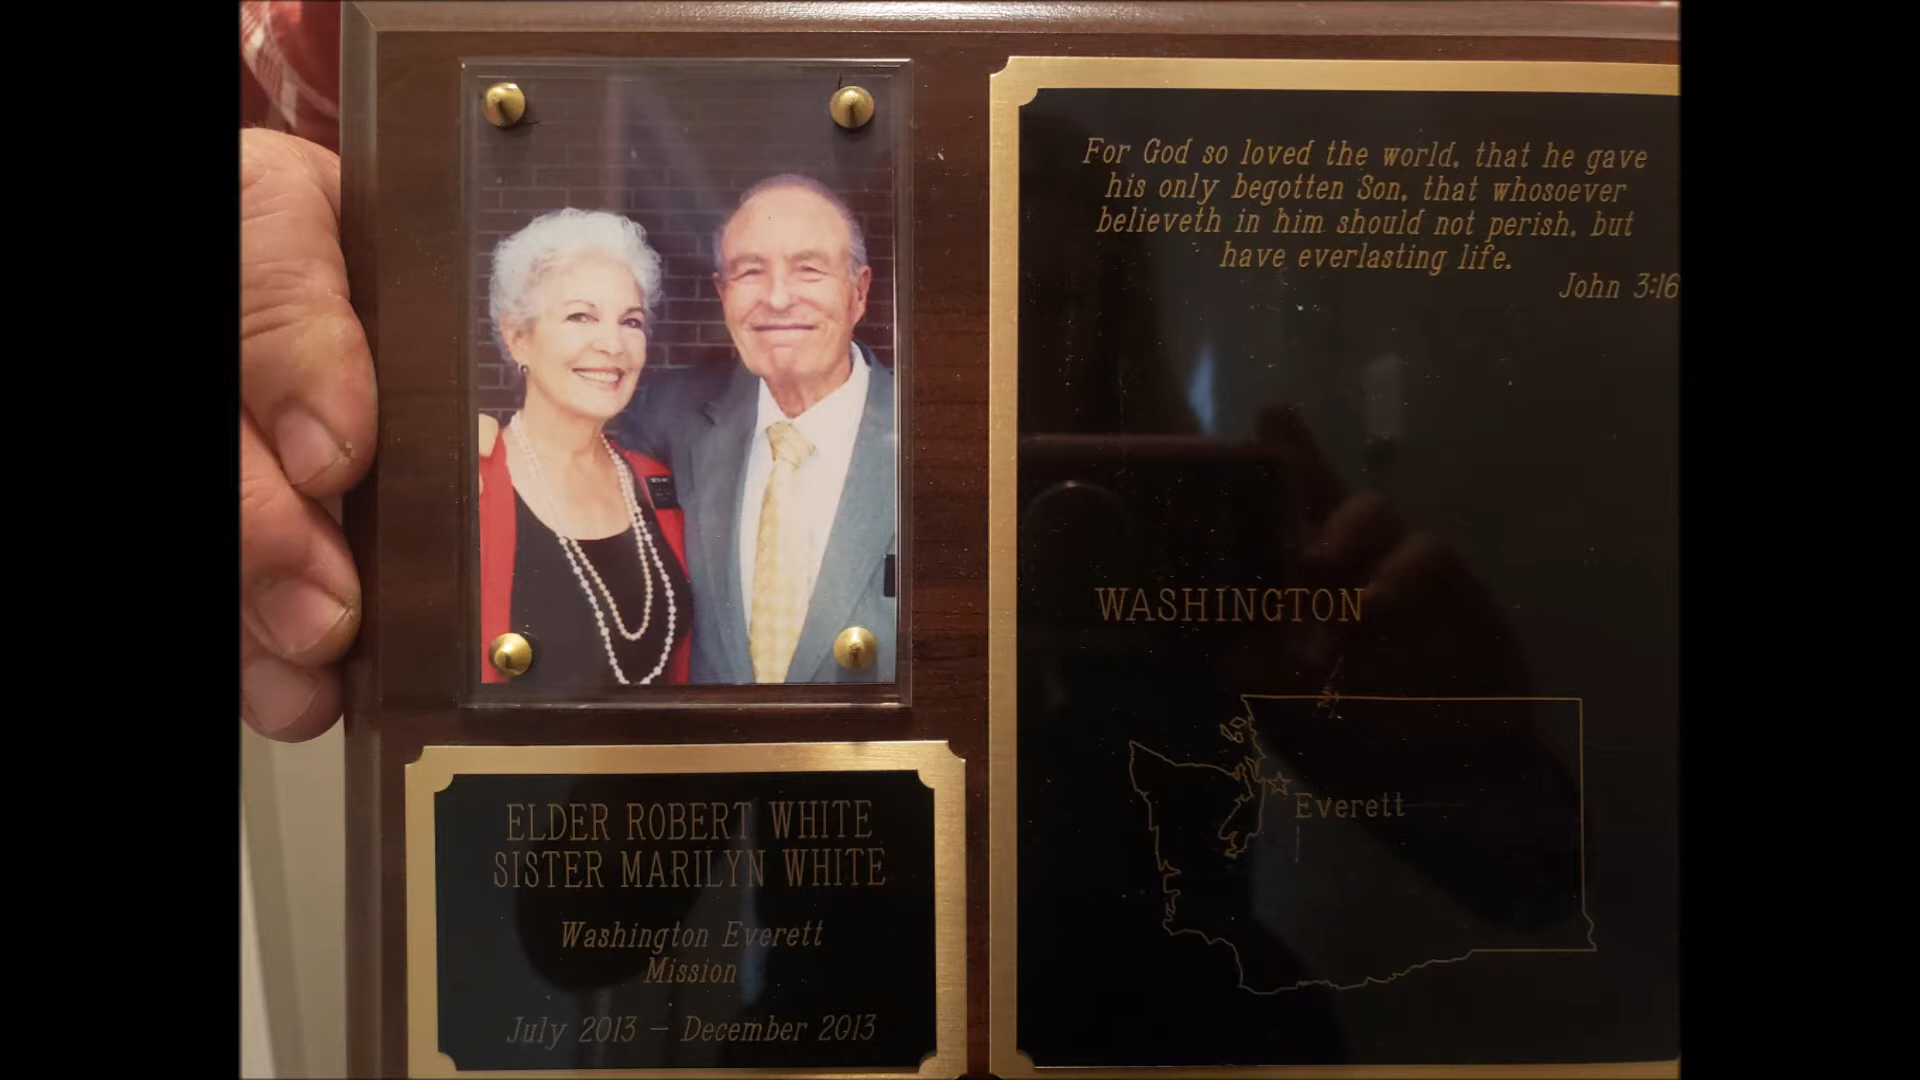 For God so loved the world, that he gave
his only begotten Son, that whosoever
believeth in him should not perish, but
have everlasting life.
John 3:16
WASHINGTON
Everett
ELDER ROBERT WHITE
SISTER MARILYN WHITE
Washington Everett
Mission
July 2013 – December 2013